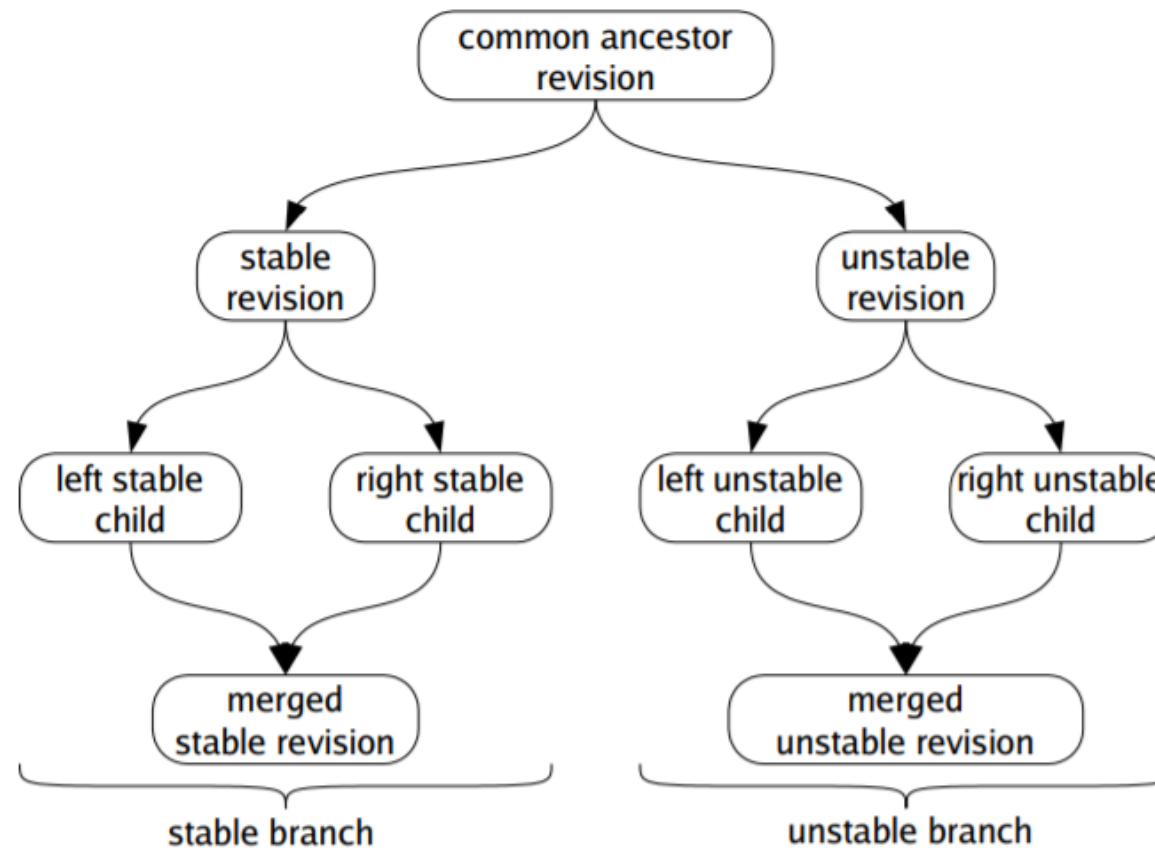 common ancestor
revision
stable
revision
unstable
revision
left stable
child
right stable
child
left unstable
child
right unstable
child
merged
stable revision
merged
unstable revision
stable branch
unstable branch